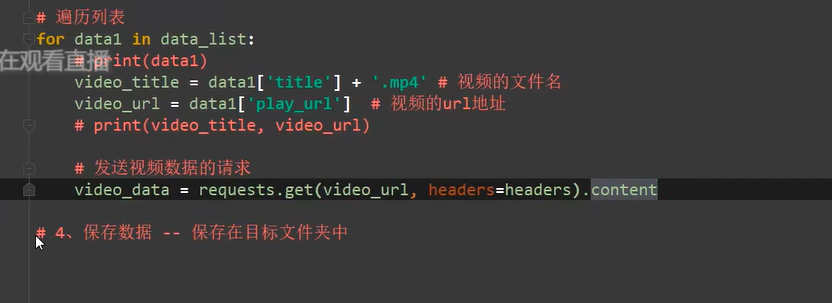 # 遍历列表
for data1 in data_list:
在观看直播
# print(data1)
video_title = data1['title'] + '.mp4' # 视频的文件名
video_url = data1['play_url']  # 视频的url地址
# print(video_title, video_url)
# 发送视频数据的请求
video_data = requests.get(video_url, headers=headers).content
# 4、保存数据 -- 保存在目标文件夹中